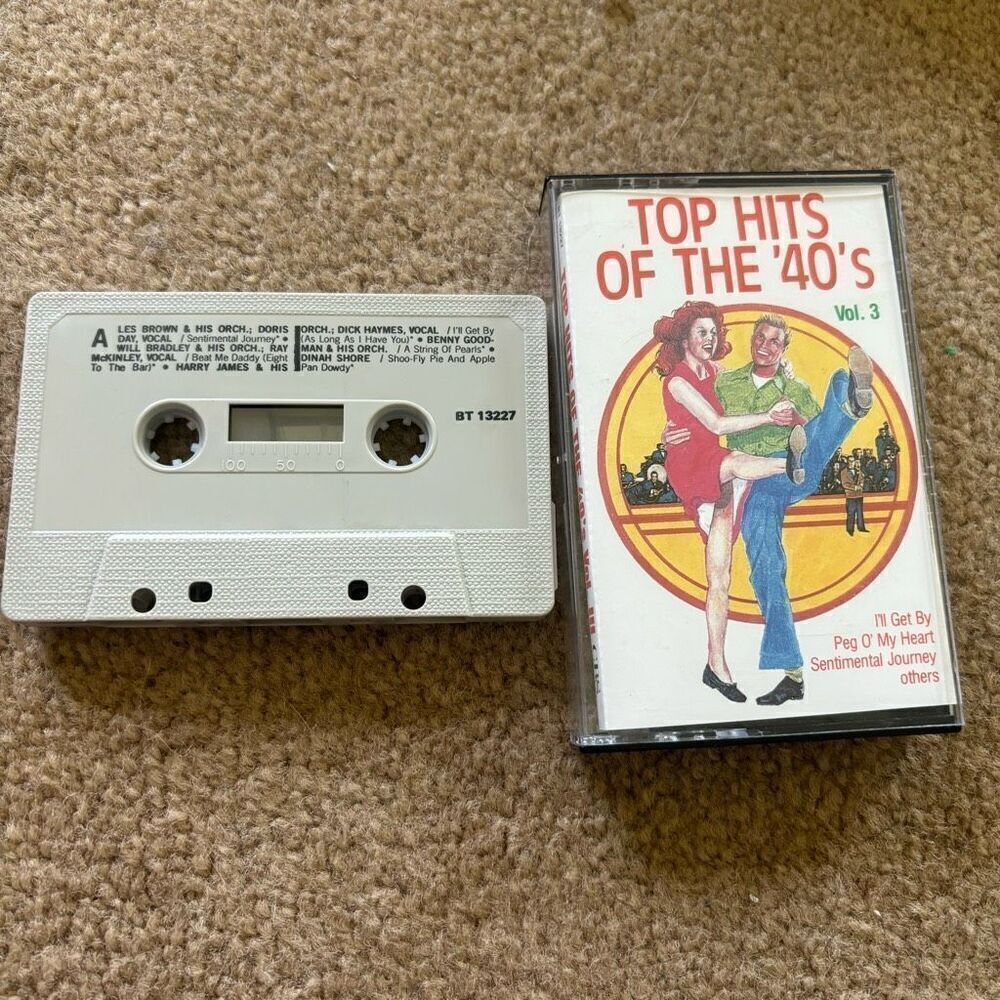 A
LES BROWN & HIS ORCH.; DORIS
DAY, VOCAL / Sentimental Journey* •
WILL BRADLEY & HIS ORCH.; RAY
McKINLEY, VOCAL / Beat Me Daddy (Eight
To The Bar)* • HARRY JAMES & HIS
ORCH.; DICK HAYMES, VOCAL / I'll Get By
(As Long As I Have You)* • BENNY GOOD-
MAN & HIS ORCH. / A String Of Pearls* •
DINAH SHORE / Shoo-Fly Pie And Apple
Pan Dowdy*
BT 13227
100 50 0
TOP HITS
OF THE '40's
Vol. 3
I'll Get By
Peg O' My Heart
Sentimental Journey
others